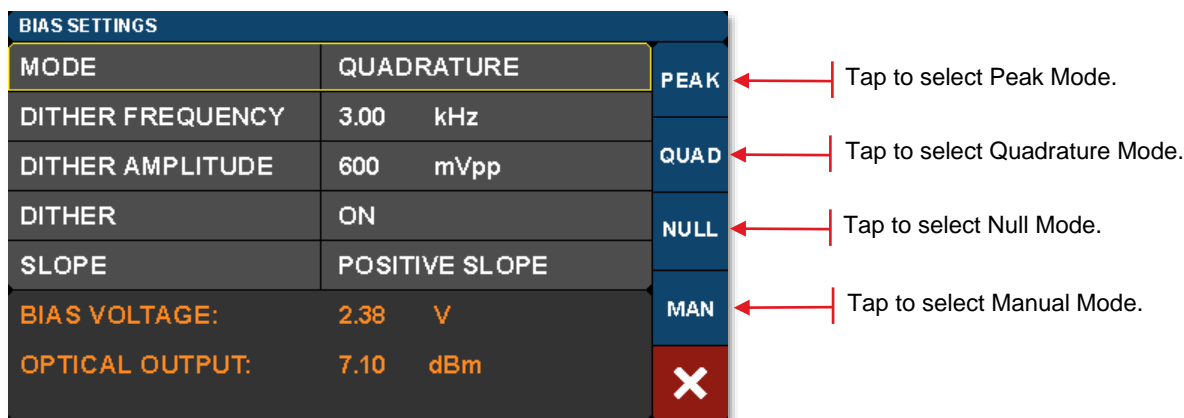 BIAS SETTINGS
MODE QUADRATURE
DITHER FREQUENCY 3.00 kHz
DITHER AMPLITUDE 600 mVpp
DITHER ON
SLOPE POSITIVE SLOPE
BIAS VOLTAGE: 2.38 V
OPTICAL OUTPUT: 7.10 dBm
PEAK
QUAD
NULL
MAN
Tap to select Peak Mode.
Tap to select Quadrature Mode.
Tap to select Null Mode.
Tap to select Manual Mode.